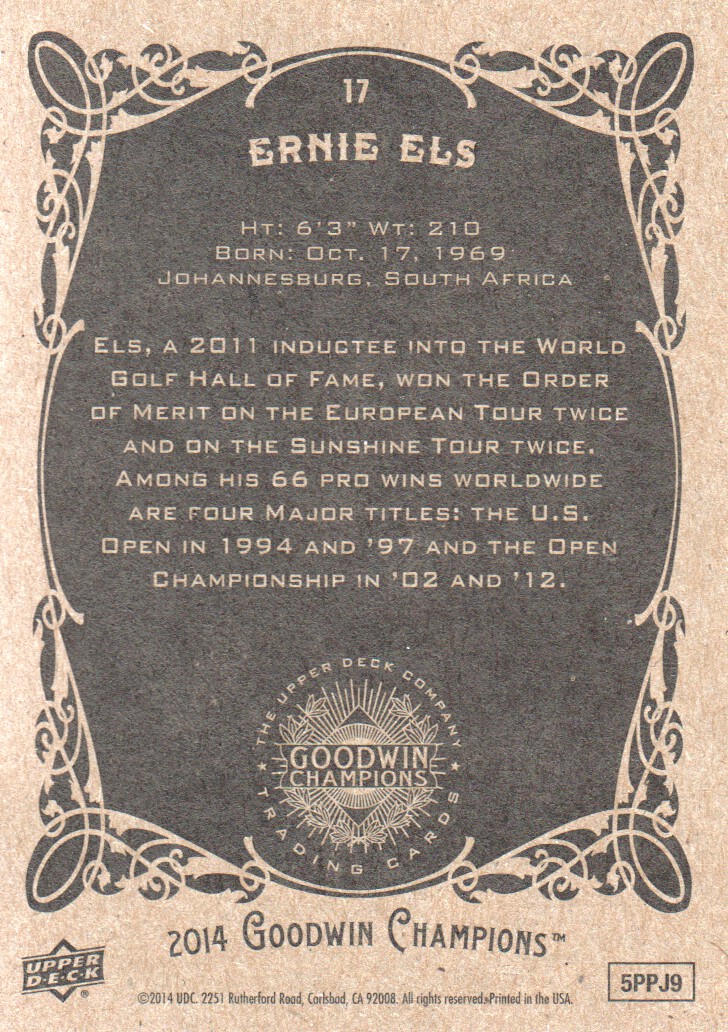 17
ERNIE ELS
HT: 6'3" WT: 210
BORN: OCT. 17, 1969
JOHANNESBURG, SOUTH AFRICA
ELS, A 2011 INDUCTEE INTO THE WORLD
GOLF HALL OF FAME, WON THE ORDER
OF MERIT ON THE EUROPEAN TOUR TWICE
AND ON THE SUNSHINE TOUR TWICE.
AMONG HIS 66 PRO WINS WORLDWIDE
ARE FOUR MAJOR TITLES: THE U.S.
OPEN IN 1994 AND '97 AND THE OPEN
CHAMPIONSHIP IN '02 AND '12.
THE UPPER DECK COMPANY
GOODWIN
CHAMPIONS
★ TRADING CARDS ★
2014 GOODWIN CHAMPIONS™
UPPER
D·E·C·K®
©2014 UDC. 2251 Rutherford Road, Carlsbad, CA 92008. All rights reserved. Printed in the USA.
5PPJ9